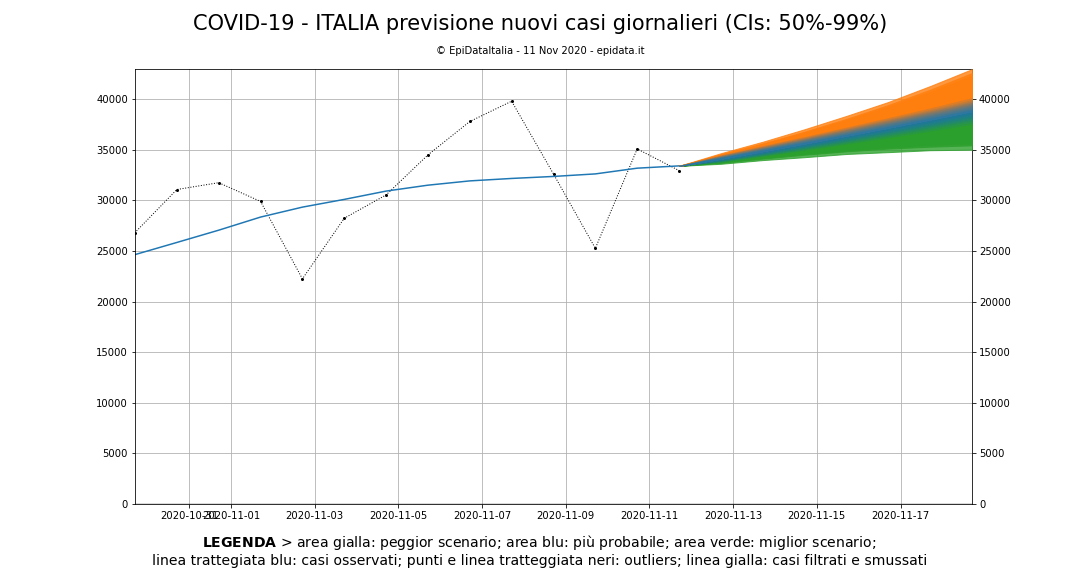 COVID-19 - ITALIA previsione nuovi casi giornalieri (CIs: 50%-99%)
© EpiDataItalia - 11 Nov 2020 - epidata.it
40000 40000
35000 35000
30000 30000
25000 25000
20000 20000
15000 15000
10000 10000
5000 5000
0 0
2020-10-31 2020-11-01 2020-11-03 2020-11-05 2020-11-07 2020-11-09 2020-11-11 2020-11-13 2020-11-15 2020-11-17
LEGENDA > area gialla: peggior scenario; area blu: più probabile; area verde: miglior scenario;
linea trattegiata blu: casi osservati; punti e linea tratteggiata neri: outliers; linea gialla: casi filtrati e smussati